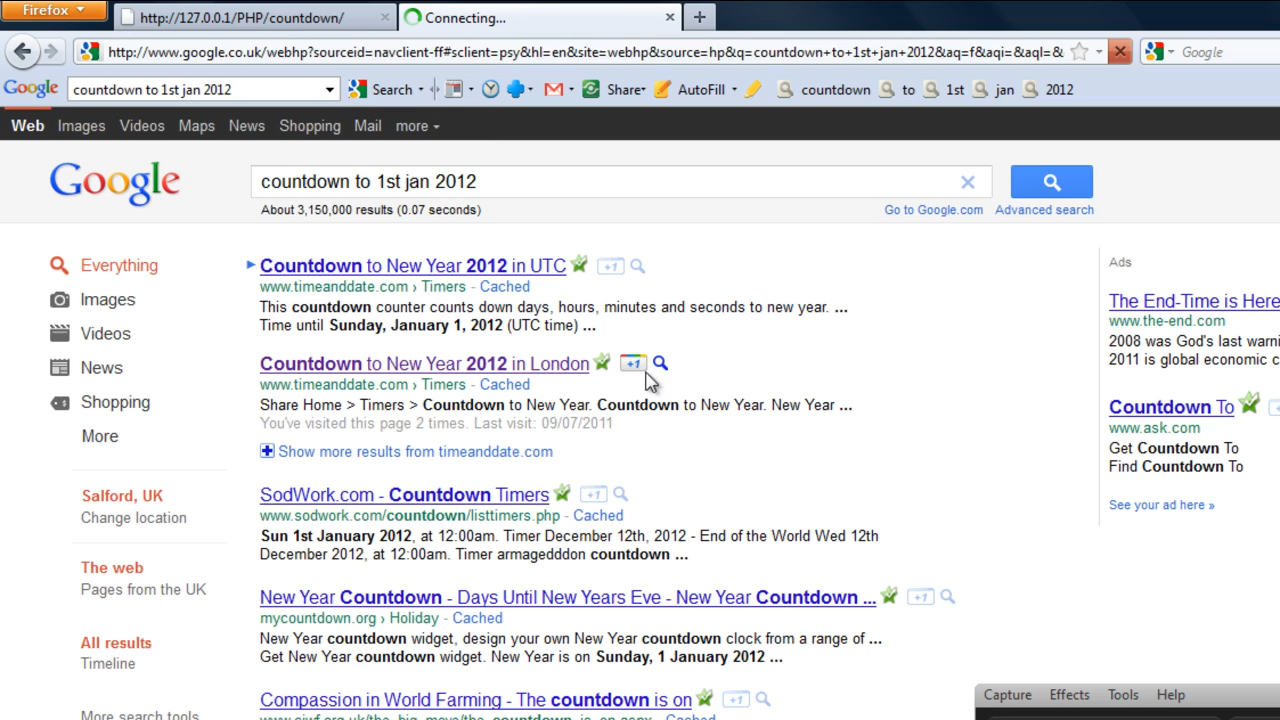 Firefox
http://127.0.0.1/PHP/countdown/
Connecting...
http://www.google.co.uk/webhp?sourceid=navclient-ff#sclient=psy&hl=en&site=webhp&source=hp&q=countdown+to+1st+jan+2012&aq=f&aqi=&aql=&
Google
Google
countdown to 1st jan 2012
Search
Share
AutoFill
countdown
to
1st
jan
2012
Web Images Videos Maps News Shopping Mail more
Google
countdown to 1st jan 2012
About 3,150,000 results (0.07 seconds)
Go to Google.com
Advanced search
Everything
Images
Videos
News
Shopping
More
Salford, UK
Change location
The web
Pages from the UK
All results
Timeline
More search tools
Countdown to New Year 2012 in UTC +1
www.timeanddate.com › Timers - Cached
This countdown counter counts down days, hours, minutes and seconds to new year. ...
Time until Sunday, January 1, 2012 (UTC time) ...
Countdown to New Year 2012 in London +1
www.timeanddate.com › Timers - Cached
Share Home > Timers > Countdown to New Year. Countdown to New Year. New Year ...
You've visited this page 2 times. Last visit: 09/07/2011
Show more results from timeanddate.com
SodWork.com - Countdown Timers +1
www.sodwork.com/countdown/listtimers.php - Cached
Sun 1st January 2012, at 12:00am. Timer December 12th, 2012 - End of the World Wed 12th
December 2012, at 12:00am. Timer armagedddon countdown ...
New Year Countdown - Days Until New Years Eve - New Year Countdown ... +1
mycountdown.org › Holiday - Cached
New Year countdown widget, design your own New Year countdown clock from a range of ...
Get New Year countdown widget. New Year is on Sunday, 1 January 2012 ...
Compassion in World Farming - The countdown is on +1
Ads
The End-Time is Here
www.the-end.com
2008 was God's last warni
2011 is global economic c
Countdown To
www.ask.com
Get Countdown To
Find Countdown To
See your ad here »
Capture Effects Tools Help